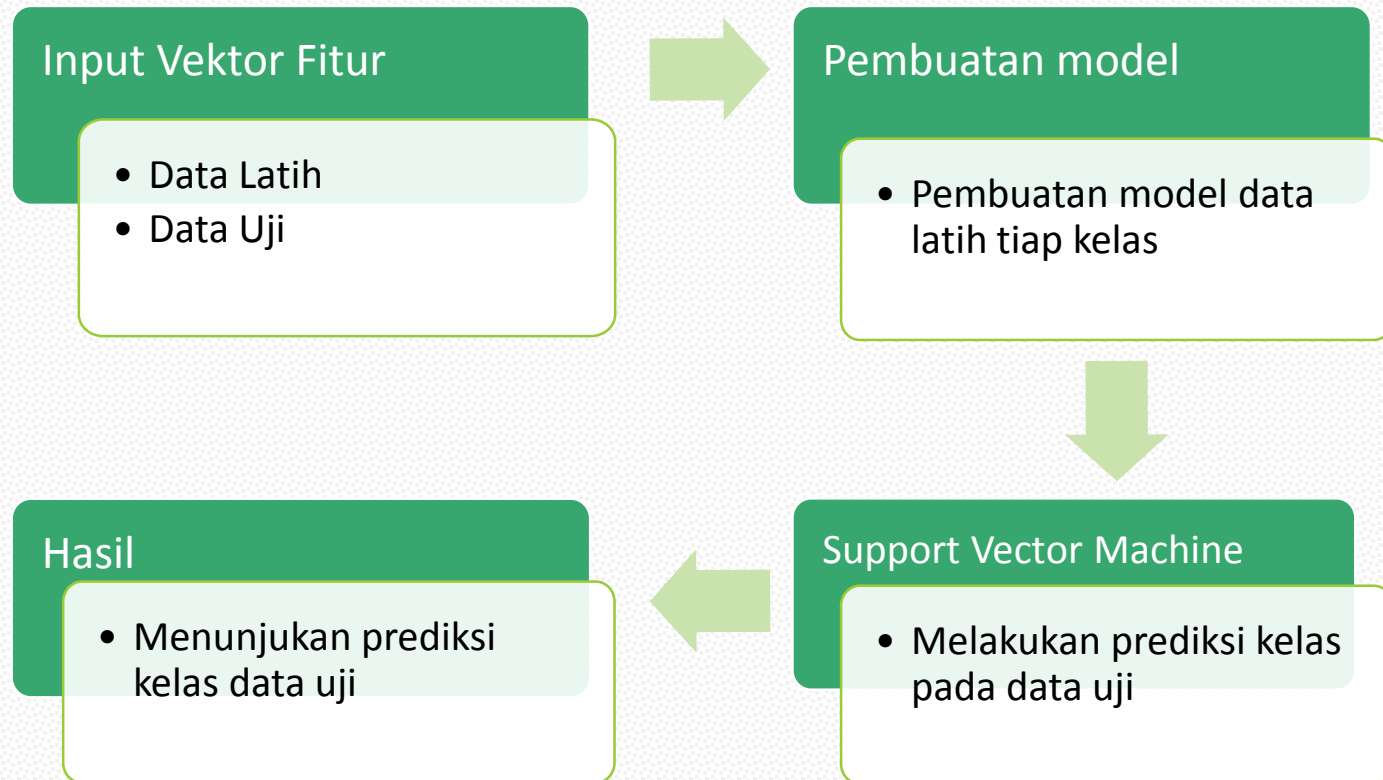 Input Vektor Fitur
• Data Latih
• Data Uji
Pembuatan model
• Pembuatan model data
latih tiap kelas
Support Vector Machine
• Melakukan prediksi kelas
pada data uji
Hasil
• Menunjukan prediksi
kelas data uji